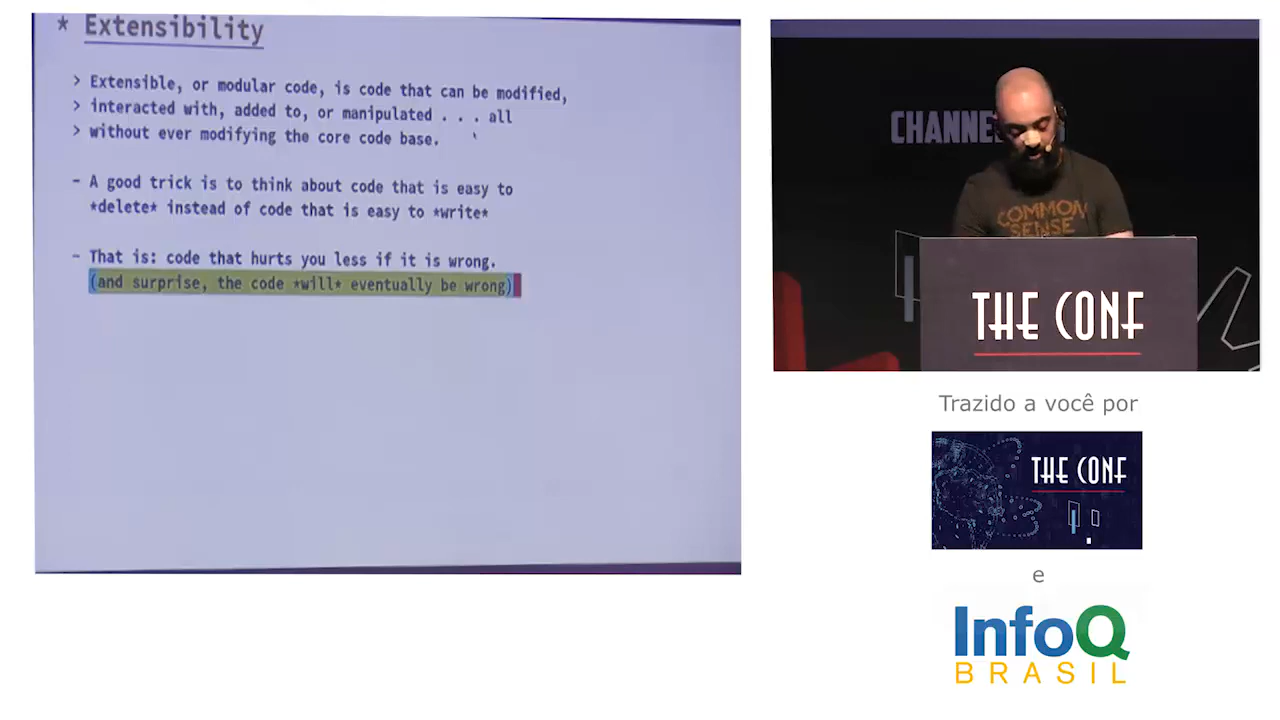 * Extensibility
> Extensible, or modular code, is code that can be modified,
> interacted with, added to, or manipulated . . . all
> without ever modifying the core code base.
- A good trick is to think about code that is easy to
*delete* instead of code that is easy to *write*
- That is: code that hurts you less if it is wrong.
(and surprise, the code *will* eventually be wrong)
CHANNE
COMMON
SENSE
THE CONF
Trazido a você por
THE CONF
e
InfoQ
BRASIL